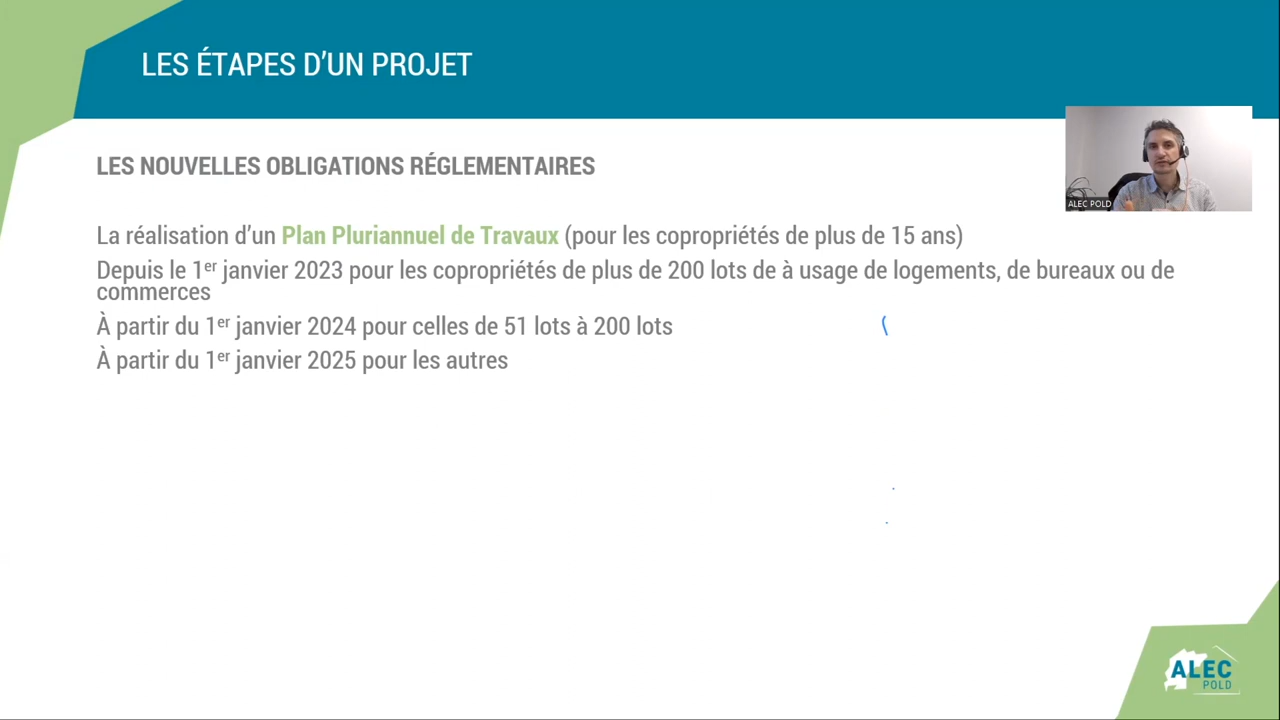 LES ÉTAPES D'UN PROJET
LES NOUVELLES OBLIGATIONS RÉGLEMENTAIRES
La réalisation d'un Plan Pluriannuel de Travaux (pour les copropriétés de plus de 15 ans)
Depuis le 1er janvier 2023 pour les copropriétés de plus de 200 lots de à usage de logements, de bureaux ou de
commerces
À partir du 1er janvier 2024 pour celles de 51 lots à 200 lots
À partir du 1er janvier 2025 pour les autres
ALEC POLD
ALEC
POLD